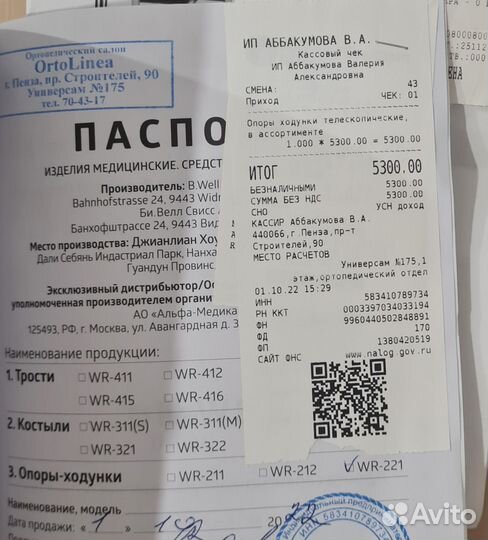 Ортопедический салон
OrtoLinea
г. Пенза, пр. Строителей, 90
Универсам №175
тел. 70-43-17
ПАСПО
ИЗДЕЛИЯ МЕДИЦИНСКИЕ. СРЕДСТ
Производитель: B.Well
Bahnhofstrasse 24, 9443 Widn
Би.Велл Свисс А
Банхофштрассе 24, 9443 Вид
Место производства: Джианлиан Хоу
Дали Себянь Индастриал Парк, Нанха
Гуандун Провинс
Эксклюзивный дистрибьютор/Ор
уполномоченная производителем органи
АО «Альфа-Медика
125493, РФ, г. Москва, ул. Авангардная д. 3
Наименование продукции:
1. Трости □ WR-411 □ WR-412
□ WR-415 □ WR-416
2. Костыли □ WR-311(S) □ WR-311(M)
□ WR-321 □ WR-322
3. Опоры-ходунки □ WR-211 □ WR-212 WR-221
Наименование, модель
Дата продажи: « 1 »
ИП АББАКУМОВА В.А.
Кассовый чек
ИП Аббакумова Валерия
Александровна
СМЕНА: 43
Приход ЧЕК: 01
Опоры ходунки телескопические,
в ассортименте
1.000 * 5300.00 = 5300.00
ИТОГ 5300.00
БЕЗНАЛИЧНЫМИ 5300.00
СУММА БЕЗ НДС 5300.00
СНО УСН доход
КАССИР Аббакумова В.А.
440066, г.Пенза,пр-т
Строителей,90
МЕСТО РАСЧЕТОВ
Универсам №175,1
этаж,ортопедический отдел
01.10.22 15:29
ИНН 583410789734
РН ККТ 0003397034033194
ФН 9960440502848891
ФД 170
ФП 1380420519
САЙТ ФНС www.nalog.gov.ru
ИНН 583410789734
Avito